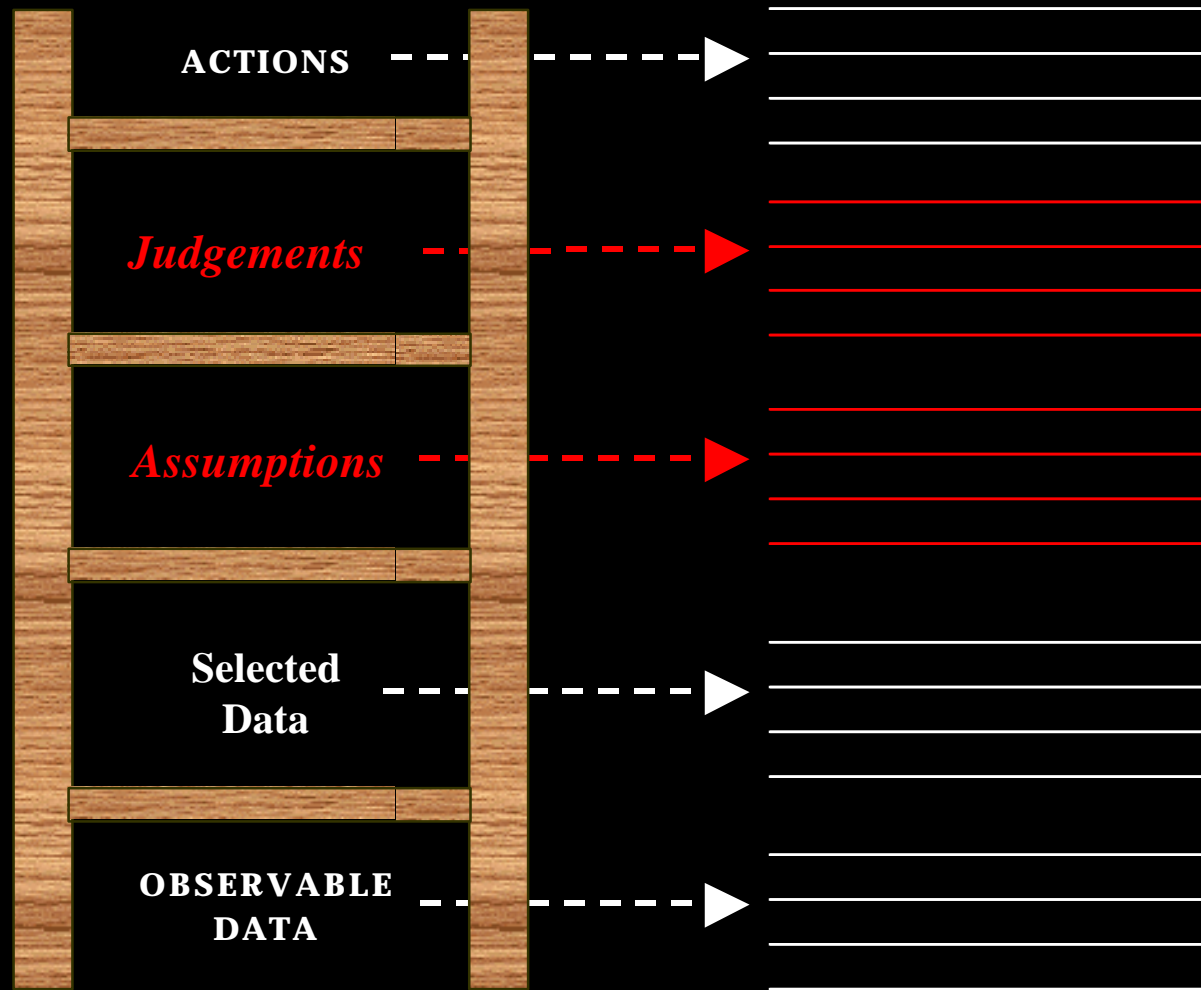 ACTIONS
Judgements
Assumptions
Selected
Data
OBSERVABLE
DATA